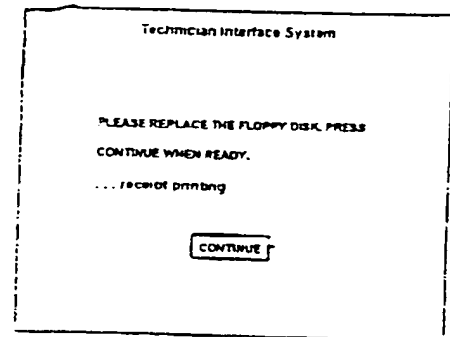 Technician Interface System
PLEASE REPLACE THE FLOPPY DISK. PRESS
CONTINUE WHEN READY.
... receipt printing
CONTINUE